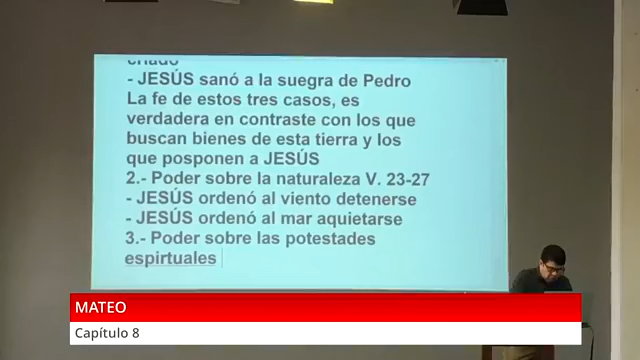 criado
- JESÚS sanó a la suegra de Pedro
La fe de estos tres casos, es
verdadera en contraste con los que
buscan bienes de esta tierra y los
que posponen a JESÚS
2.- Poder sobre la naturaleza V. 23-27
- JESÚS ordenó al viento detenerse
- JESÚS ordenó al mar aquietarse
3.- Poder sobre las potestades
espirtuales
MATEO
Capítulo 8